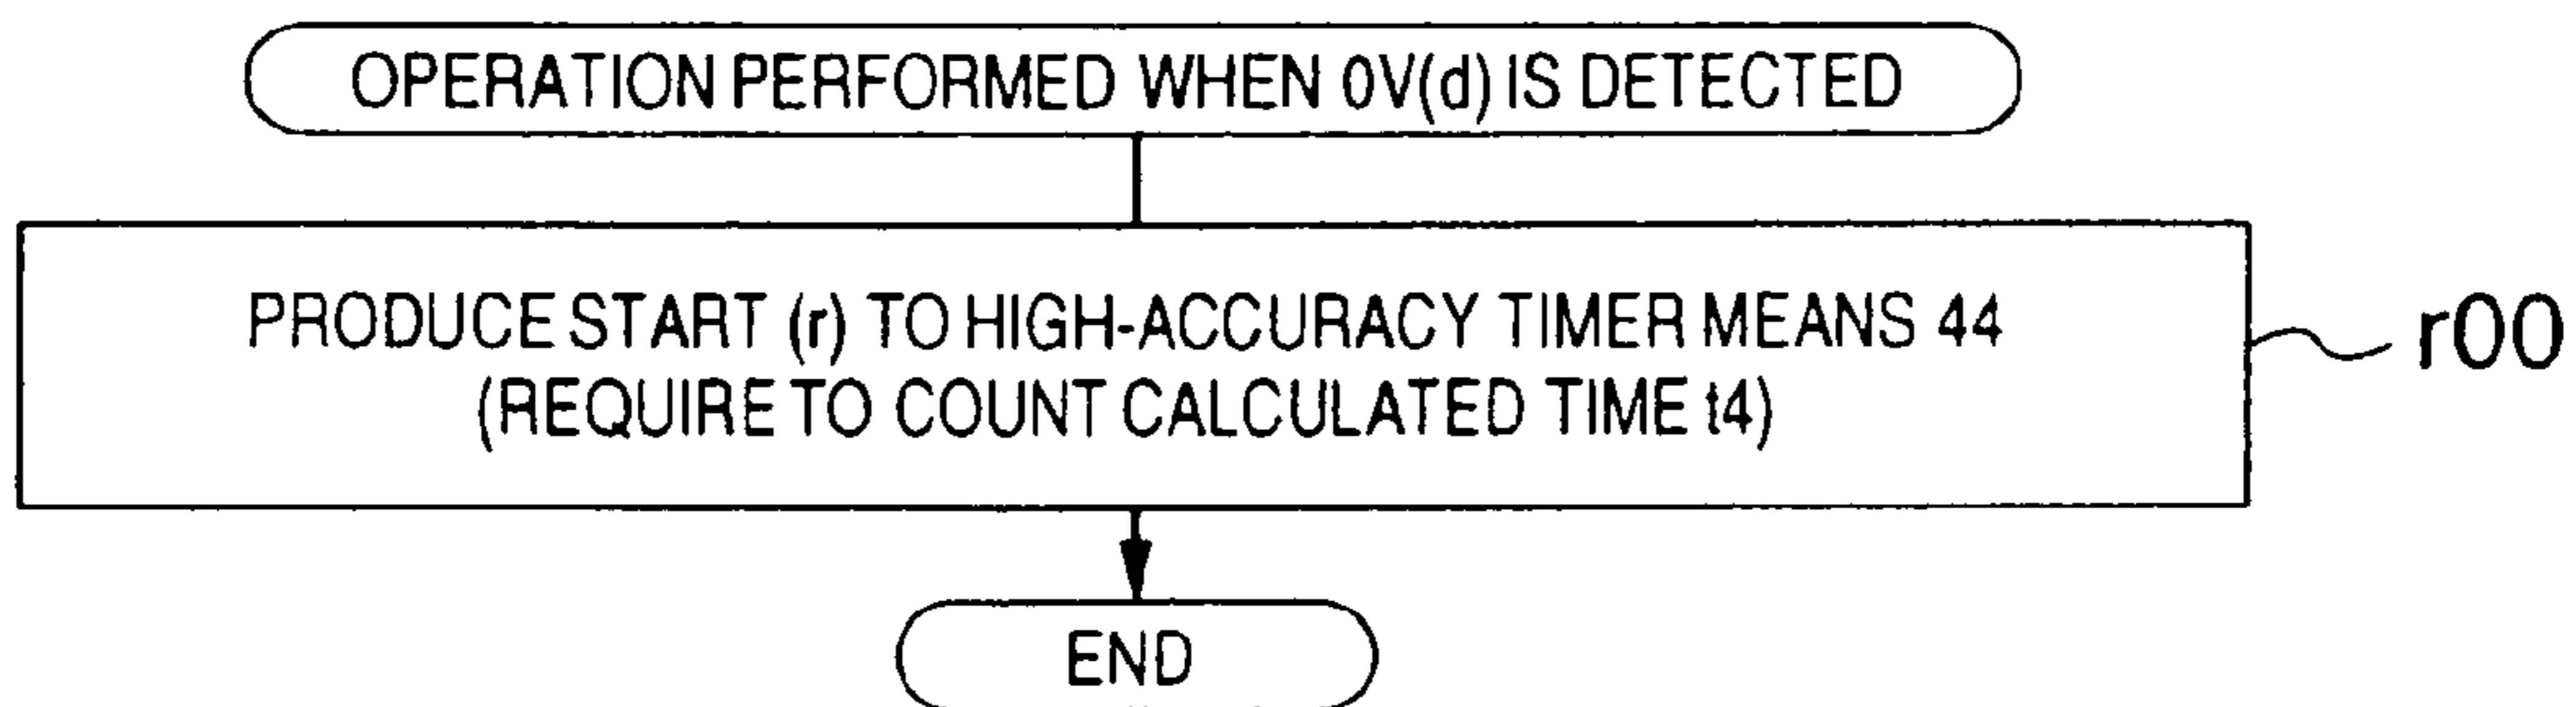 OPERATION PERFORMED WHEN 0V(d) IS DETECTED
PRODUCE START (r) TO HIGH-ACCURACY TIMER MEANS 44
(REQUIRE TO COUNT CALCULATED TIME t4)
r00
END